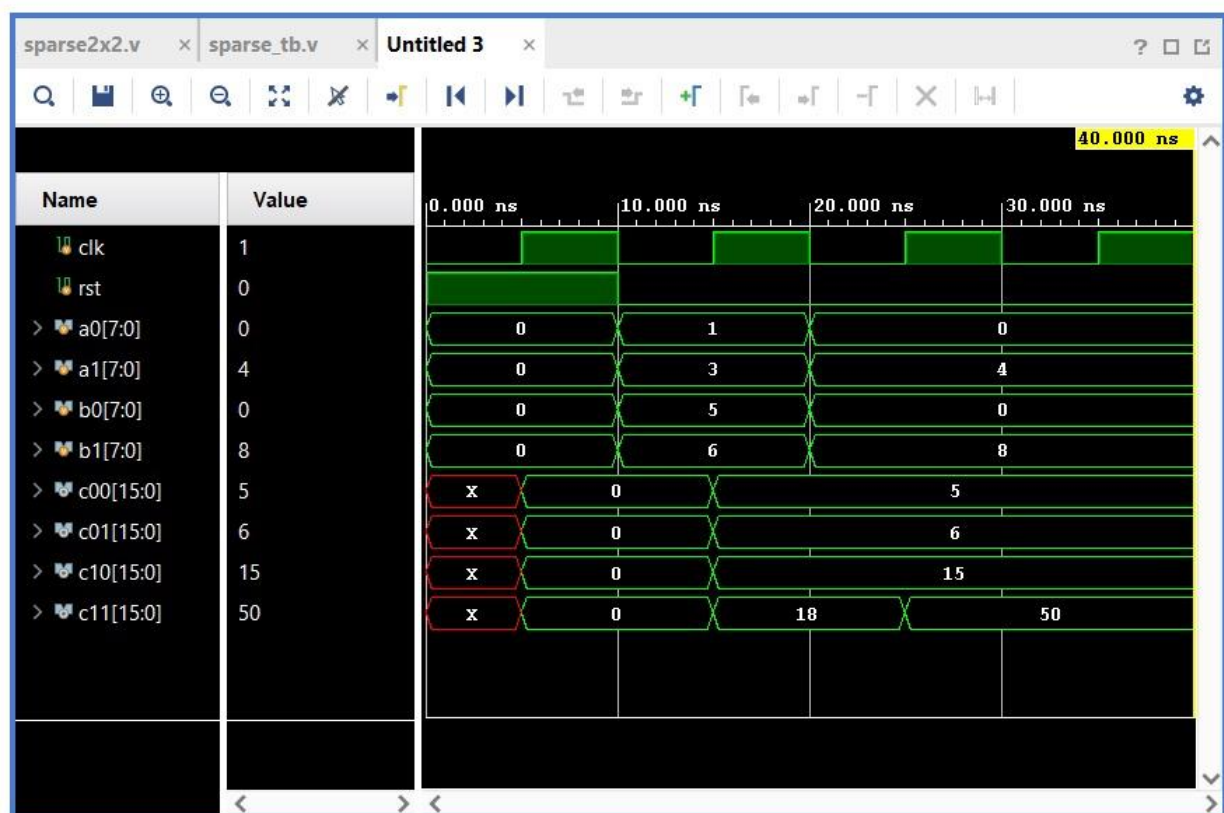 sparse2x2.v × sparse_tb.v × Untitled 3 × ?
40.000 ns
Name Value 0.000 ns 10.000 ns 20.000 ns 30.000 ns
clk 1
rst 0
> a0[7:0] 0 0 1 0
> a1[7:0] 4 0 3 4
> b0[7:0] 0 0 5 0
> b1[7:0] 8 0 6 8
> c00[15:0] 5 X 0 5
> c01[15:0] 6 X 0 6
> c10[15:0] 15 X 0 15
> c11[15:0] 50 X 0 18 50